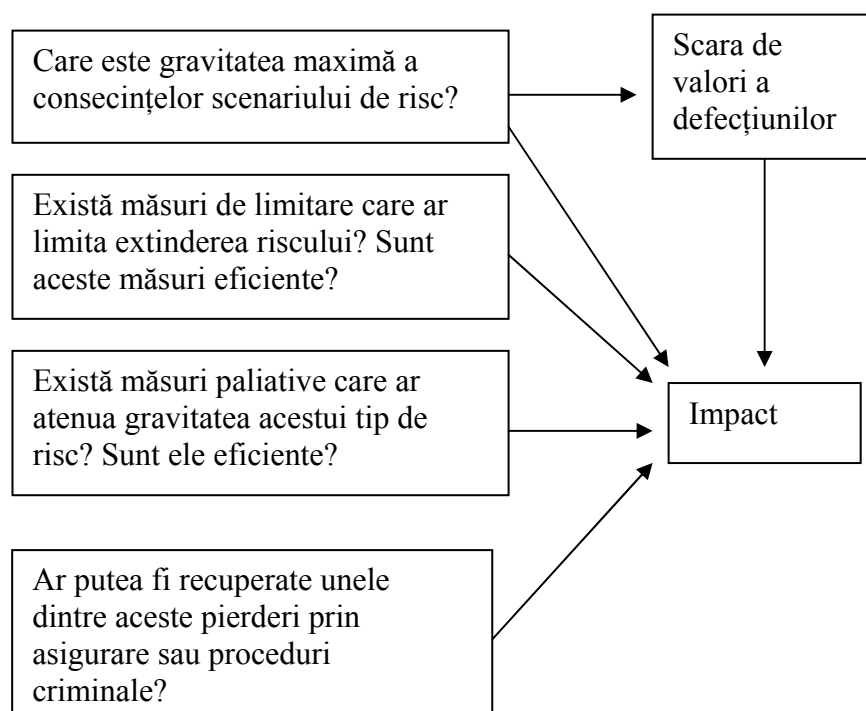 Care este gravitatea maximă a
consecințelor scenariului de risc?
Scara de
valori a
defecțiunilor
Există măsuri de limitare care ar
limita extinderea riscului? Sunt
aceste măsuri eficiente?
Există măsuri paliative care ar
atenua gravitatea acestui tip de
risc? Sunt ele eficiente?
Impact
Ar putea fi recuperate unele
dintre aceste pierderi prin
asigurare sau proceduri
criminale?